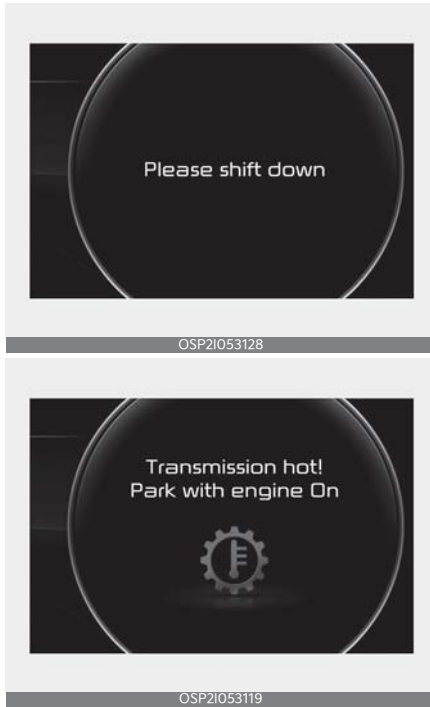 Please shift down
OSP2I053128
Transmission hot!
Park with engine On
OSP2I053119